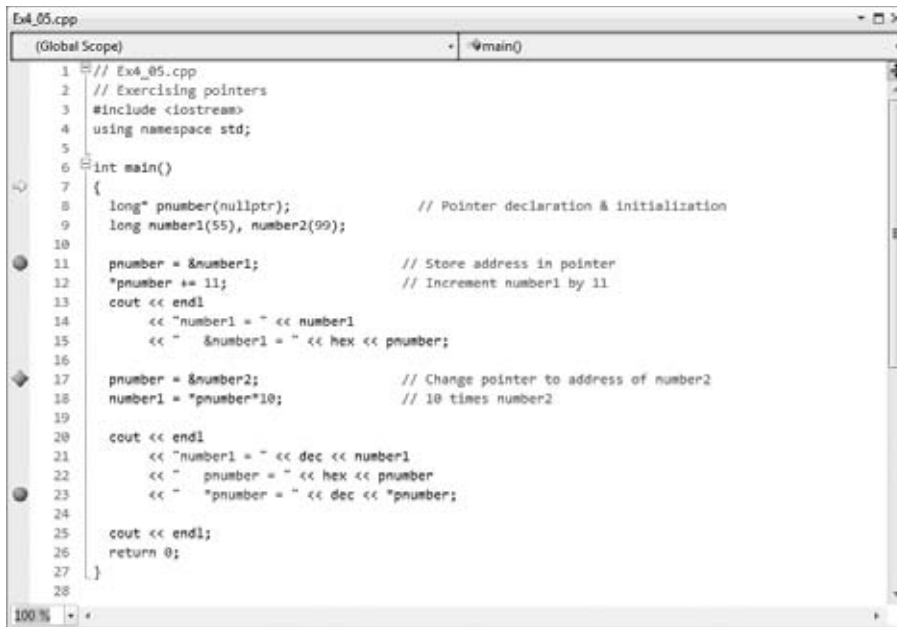 Ex4_05.cpp
(Global Scope) main()
1 // Ex4_05.cpp
2 // Exercising pointers
3 #include <iostream>
4 using namespace std;
5
6 int main()
7 {
8 long* pnumber(nullptr); // Pointer declaration & initialization
9 long number1(55), number2(99);
10
11 pnumber = &number1; // Store address in pointer
12 *pnumber += 11; // Increment number1 by 11
13 cout << endl
14 << "number1 = " << number1
15 << "   &number1 = " << hex << pnumber;
16
17 pnumber = &number2; // Change pointer to address of number2
18 number1 = *pnumber*10; // 10 times number2
19
20 cout << endl
21 << "number1 = " << dec << number1
22 << "   pnumber = " << hex << pnumber
23 << "   *pnumber = " << dec << *pnumber;
24
25 cout << endl;
26 return 0;
27 }
28
100 %